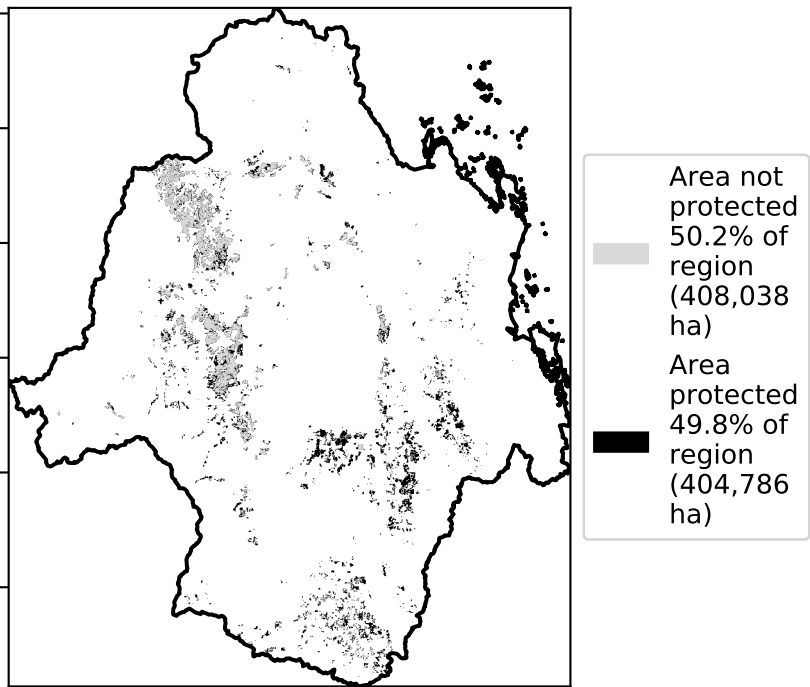 Area not
protected
50.2% of
region
(408,038
ha)
Area
protected
49.8% of
region
(404,786
ha)